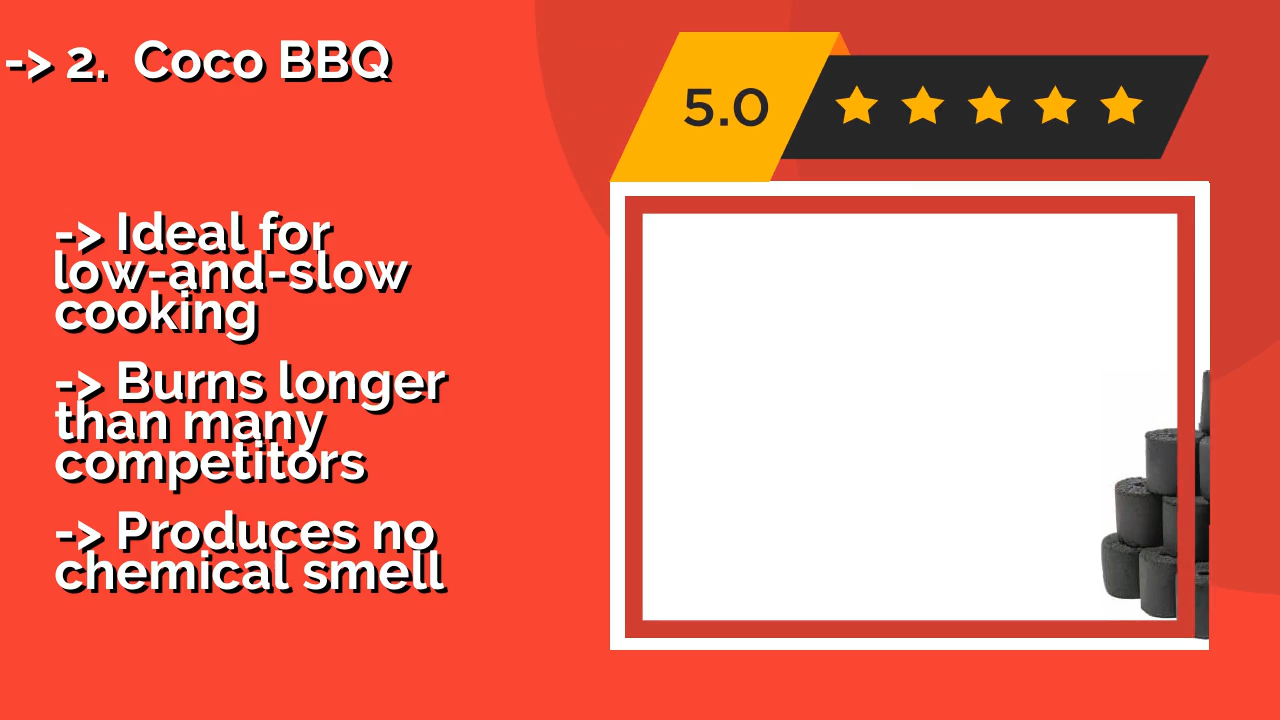 -> 2.  Coco BBQ
5.0
-> Ideal for
low-and-slow
cooking
-> Burns longer
than many
competitors
-> Produces no
chemical smell